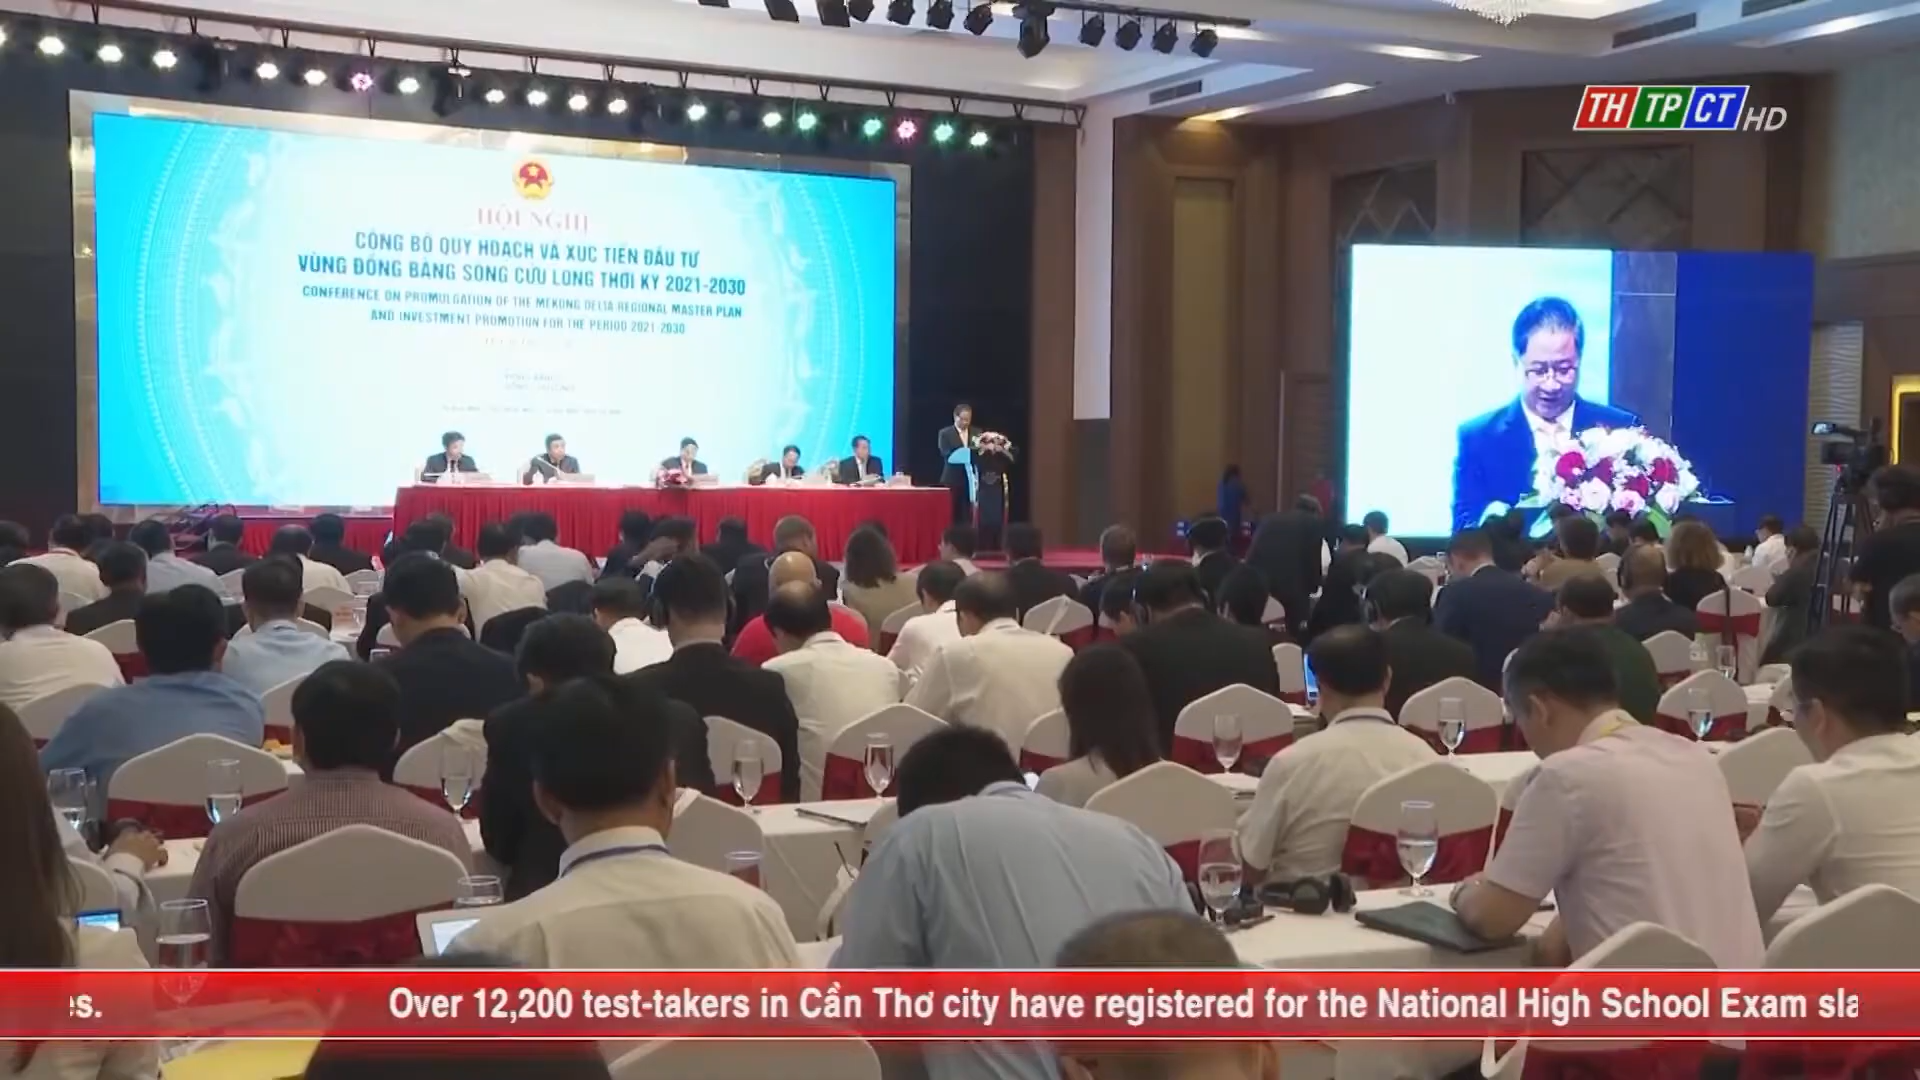 THTPCT HD
HỘI NGHỊ
CÔNG BỐ QUY HOẠCH VÀ XÚC TIẾN ĐẦU TƯ
VÙNG ĐỒNG BẰNG SÔNG CỬU LONG THỜI KỲ 2021-2030
CONFERENCE ON PROMULGATION OF THE MEKONG DELTA REGIONAL MASTER PLAN
AND INVESTMENT PROMOTION FOR THE PERIOD 2021-2030
es. Over 12,200 test-takers in Cần Thơ city have registered for the National High School Exam sla